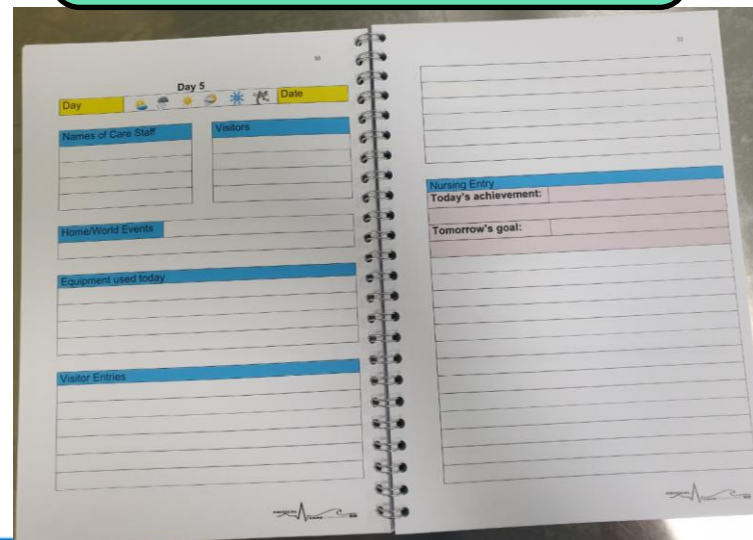 50
Day 5
Day Date
Names of Care Staff
Visitors
Home/World Events
Equipment used today
Visitor Entries
Nursing Entry
Today's achievement:
Tomorrow's goal: